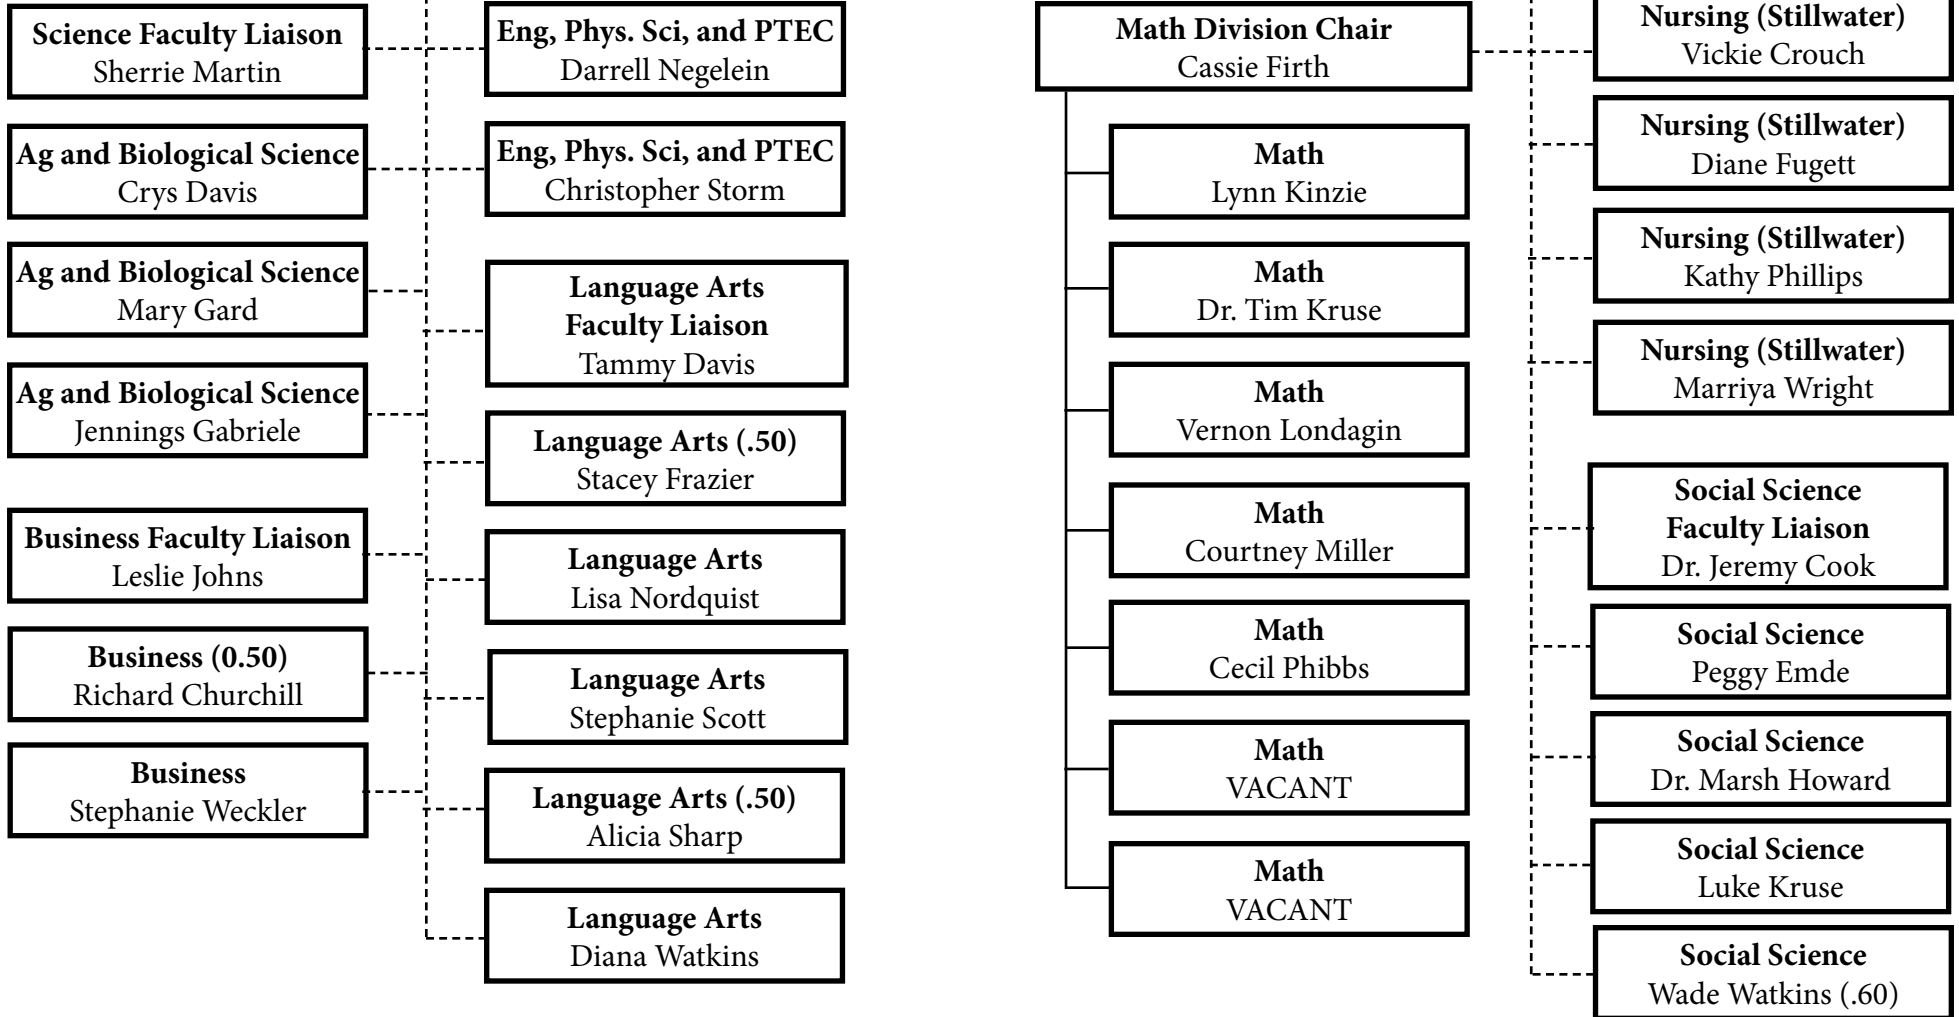 Science Faculty Liaison
Sherrie Martin
Ag and Biological Science
Crys Davis
Ag and Biological Science
Mary Gard
Ag and Biological Science
Jennings Gabriele
Business Faculty Liaison
Leslie Johns
Business (0.50)
Richard Churchill
Business
Stephanie Weckler
Eng, Phys. Sci, and PTEC
Darrell Negelein
Eng, Phys. Sci, and PTEC
Christopher Storm
Language Arts
Faculty Liaison
Tammy Davis
Language Arts (.50)
Stacey Frazier
Language Arts
Lisa Nordquist
Language Arts
Stephanie Scott
Language Arts (.50)
Alicia Sharp
Language Arts
Diana Watkins
Math Division Chair
Cassie Firth
Math
Lynn Kinzie
Math
Dr. Tim Kruse
Math
Vernon Londagin
Math
Courtney Miller
Math
Cecil Phibbs
Math
VACANT
Math
VACANT
Nursing (Stillwater)
Vickie Crouch
Nursing (Stillwater)
Diane Fugett
Nursing (Stillwater)
Kathy Phillips
Nursing (Stillwater)
Marriya Wright
Social Science
Faculty Liaison
Dr. Jeremy Cook
Social Science
Peggy Emde
Social Science
Dr. Marsh Howard
Social Science
Luke Kruse
Social Science
Wade Watkins (.60)